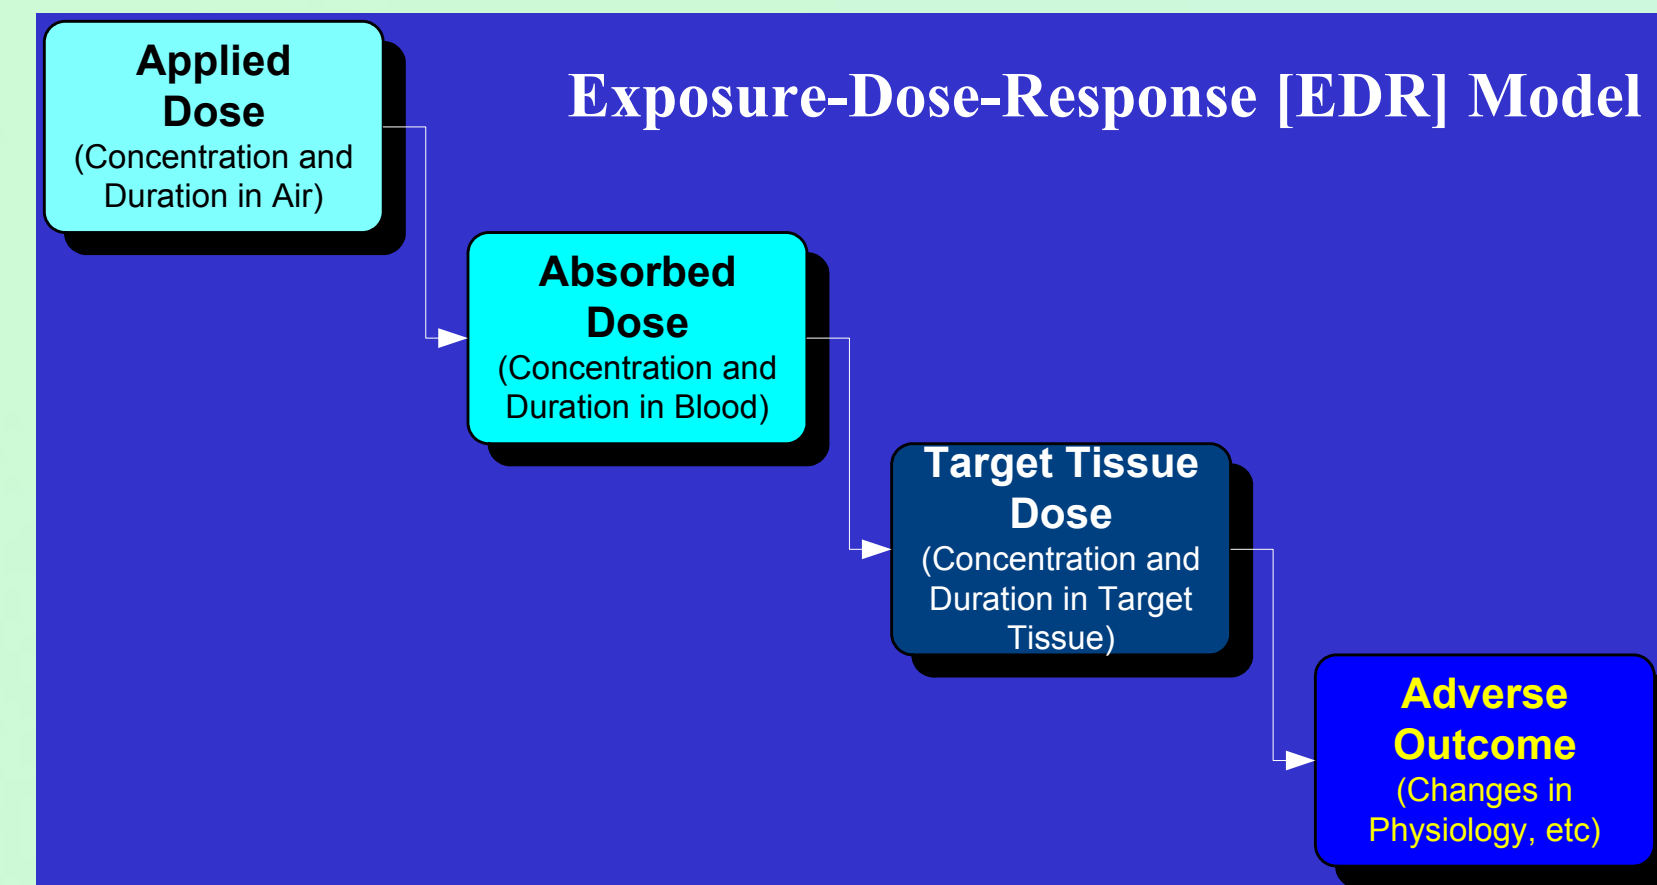 Applied
Dose
(Concentration and
Duration in Air)
Exposure-Dose-Response [EDR] Model
Absorbed
Dose
(Concentration and
Duration in Blood)
Target Tissue
Dose
(Concentration and
Duration in Target
Tissue)
Adverse
Outcome
(Changes in
Physiology, etc)